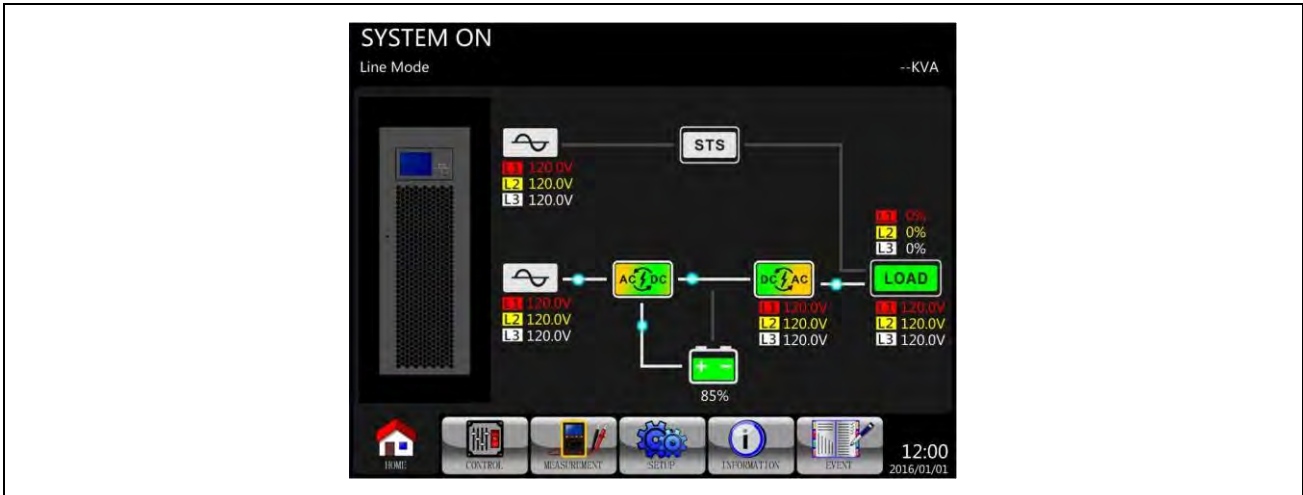 SYSTEM ON
Line Mode
--KVA
STS
L1 120.0V
L2 120.0V
L3 120.0V
L1 0%
L2 0%
L3 0%
AC DC
DC AC
LOAD
L1 120.0V
L2 120.0V
L3 120.0V
L1 120.0V
L2 120.0V
L3 120.0V
L1 120.0V
L2 120.0V
L3 120.0V
+ -
85%
HOME
CONTROL
MEASUREMENT
SETUP
INFORMATION
EVENT
12:00
2016/01/01